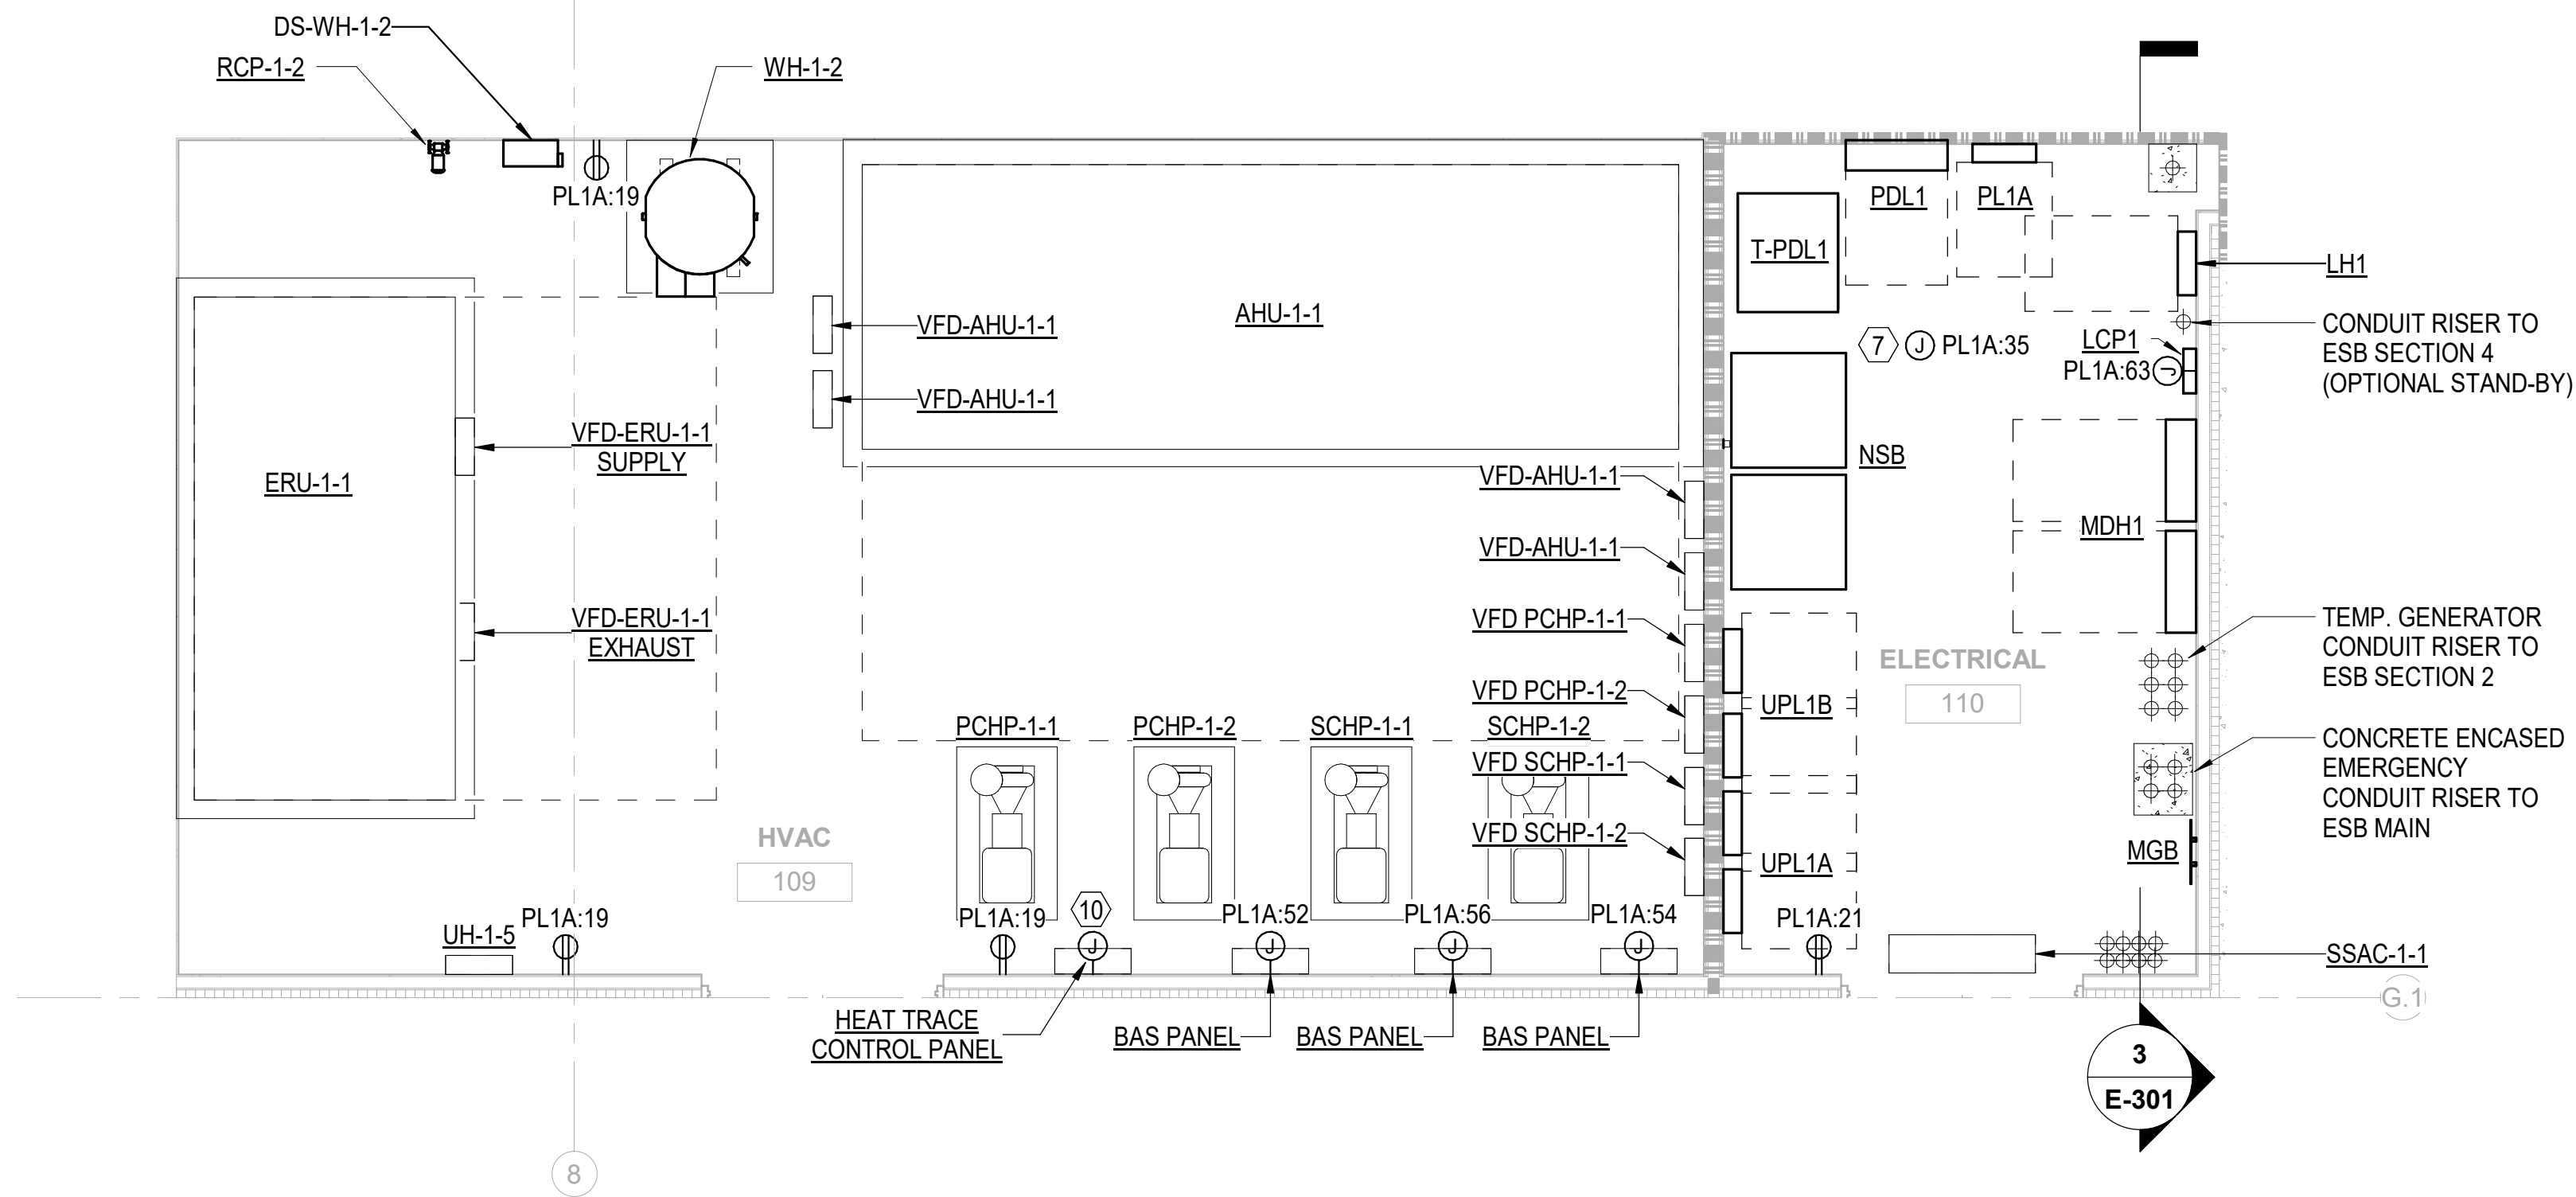 DS-WH-1-2
RCP-1-2
WH-1-2
PL1A:19
PDL1
PL1A
T-PDL1
LH1
AHU-1-1
VFD-AHU-1-1
VFD-AHU-1-1
7
J
PL1A:35
LCP1
PL1A:63
J
CONDUIT RISER TO
ESB SECTION 4
(OPTIONAL STAND-BY)
VFD-ERU-1-1
SUPPLY
ERU-1-1
NSB
VFD-AHU-1-1
VFD-AHU-1-1
MDH1
VFD-ERU-1-1
EXHAUST
VFD PCHP-1-1
VFD PCHP-1-2
VFD SCHP-1-1
VFD SCHP-1-2
ELECTRICAL
110
UPL1B
UPL1A
TEMP. GENERATOR
CONDUIT RISER TO
ESB SECTION 2
CONCRETE ENCASED
EMERGENCY
CONDUIT RISER TO
ESB MAIN
MGB
PCHP-1-1
PCHP-1-2
SCHP-1-1
SCHP-1-2
HVAC
109
UH-1-5
PL1A:19
PL1A:19
10
J
PL1A:52
J
PL1A:56
J
PL1A:54
J
PL1A:21
SSAC-1-1
G.1
HEAT TRACE
CONTROL PANEL
BAS PANEL
BAS PANEL
BAS PANEL
3
E-301
8